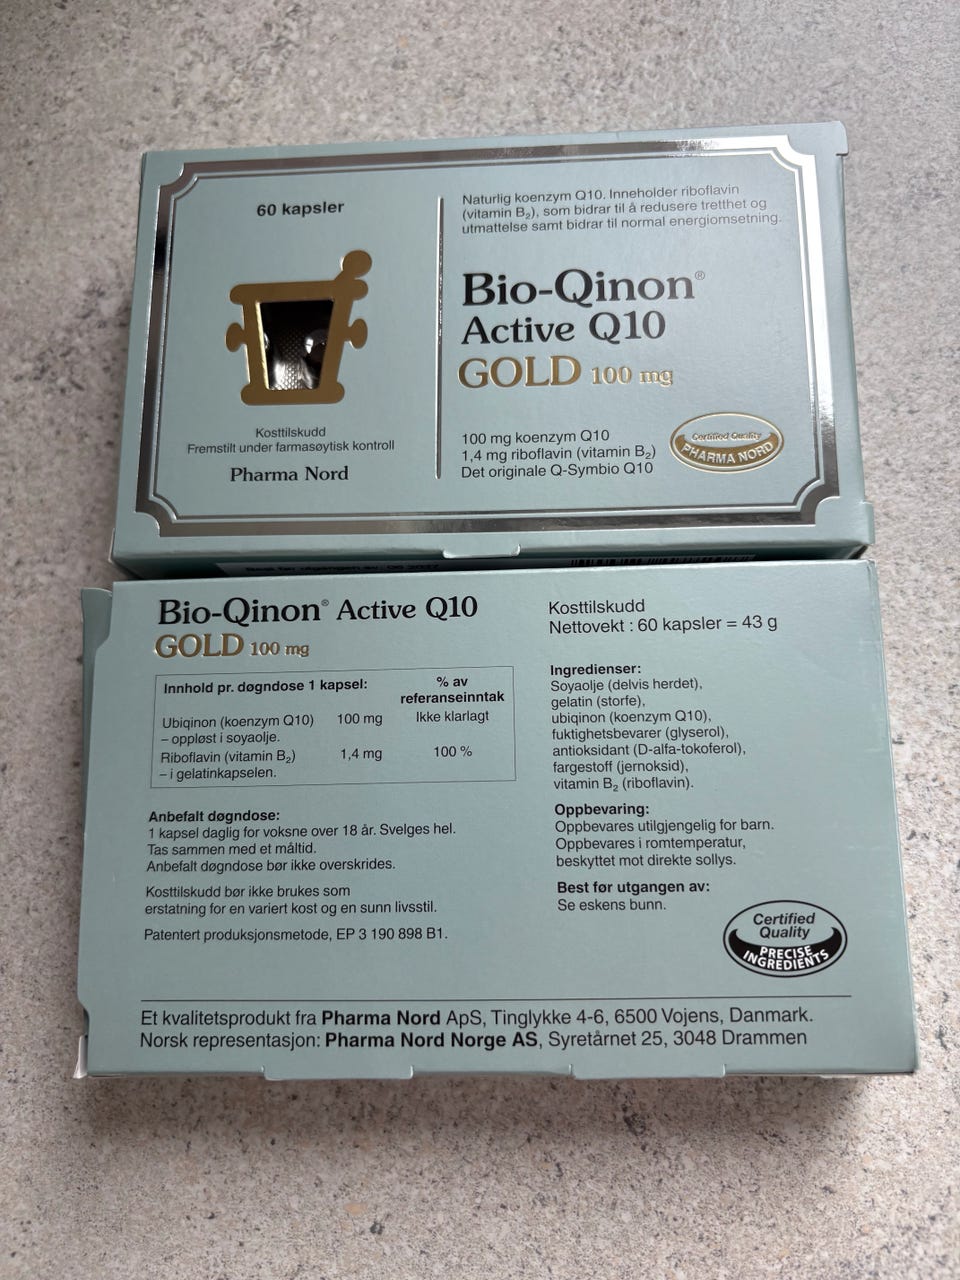 60 kapsler
Kosttilskudd
Fremstilt under farmasøytisk kontroll
Pharma Nord
Naturlig koenzym Q10. Inneholder riboflavin
(vitamin B₂), som bidrar til å redusere tretthet og
utmattelse samt bidrar til normal energiomsetning.
Bio-Qinon®
Active Q10
GOLD 100 mg
100 mg koenzym Q10
1,4 mg riboflavin (vitamin B₂)
Det originale Q-Symbio Q10
Certified Quality
PHARMA NORD
Best før utgangen av:
Bio-Qinon® Active Q10
GOLD 100 mg
Innhold pr. døgndose 1 kapsel:
% av
referanseinntak
Ubiqinon (koenzym Q10) 100 mg Ikke klarlagt
– oppløst i soyaolje.
Riboflavin (vitamin B₂) 1,4 mg 100 %
– i gelatinkapselen.
Anbefalt døgndose:
1 kapsel daglig for voksne over 18 år. Svelges hel.
Tas sammen med et måltid.
Anbefalt døgndose bør ikke overskrides.
Kosttilskudd bør ikke brukes som
erstatning for en variert kost og en sunn livsstil.
Patentert produksjonsmetode, EP 3 190 898 B1.
Kosttilskudd
Nettovekt : 60 kapsler = 43 g
Ingredienser:
Soyaolje (delvis herdet),
gelatin (storfe),
ubiqinon (koenzym Q10),
fuktighetsbevarer (glyserol),
antioksidant (D-alfa-tokoferol),
fargestoff (jernoksid),
vitamin B₂ (riboflavin).
Oppbevaring:
Oppbevares utilgjengelig for barn.
Oppbevares i romtemperatur,
beskyttet mot direkte sollys.
Best før utgangen av:
Se eskens bunn.
Certified
Quality
PRECISE
INGREDIENTS
Et kvalitetsprodukt fra Pharma Nord ApS, Tinglykke 4-6, 6500 Vojens, Danmark.
Norsk representasjon: Pharma Nord Norge AS, Syretårnet 25, 3048 Drammen